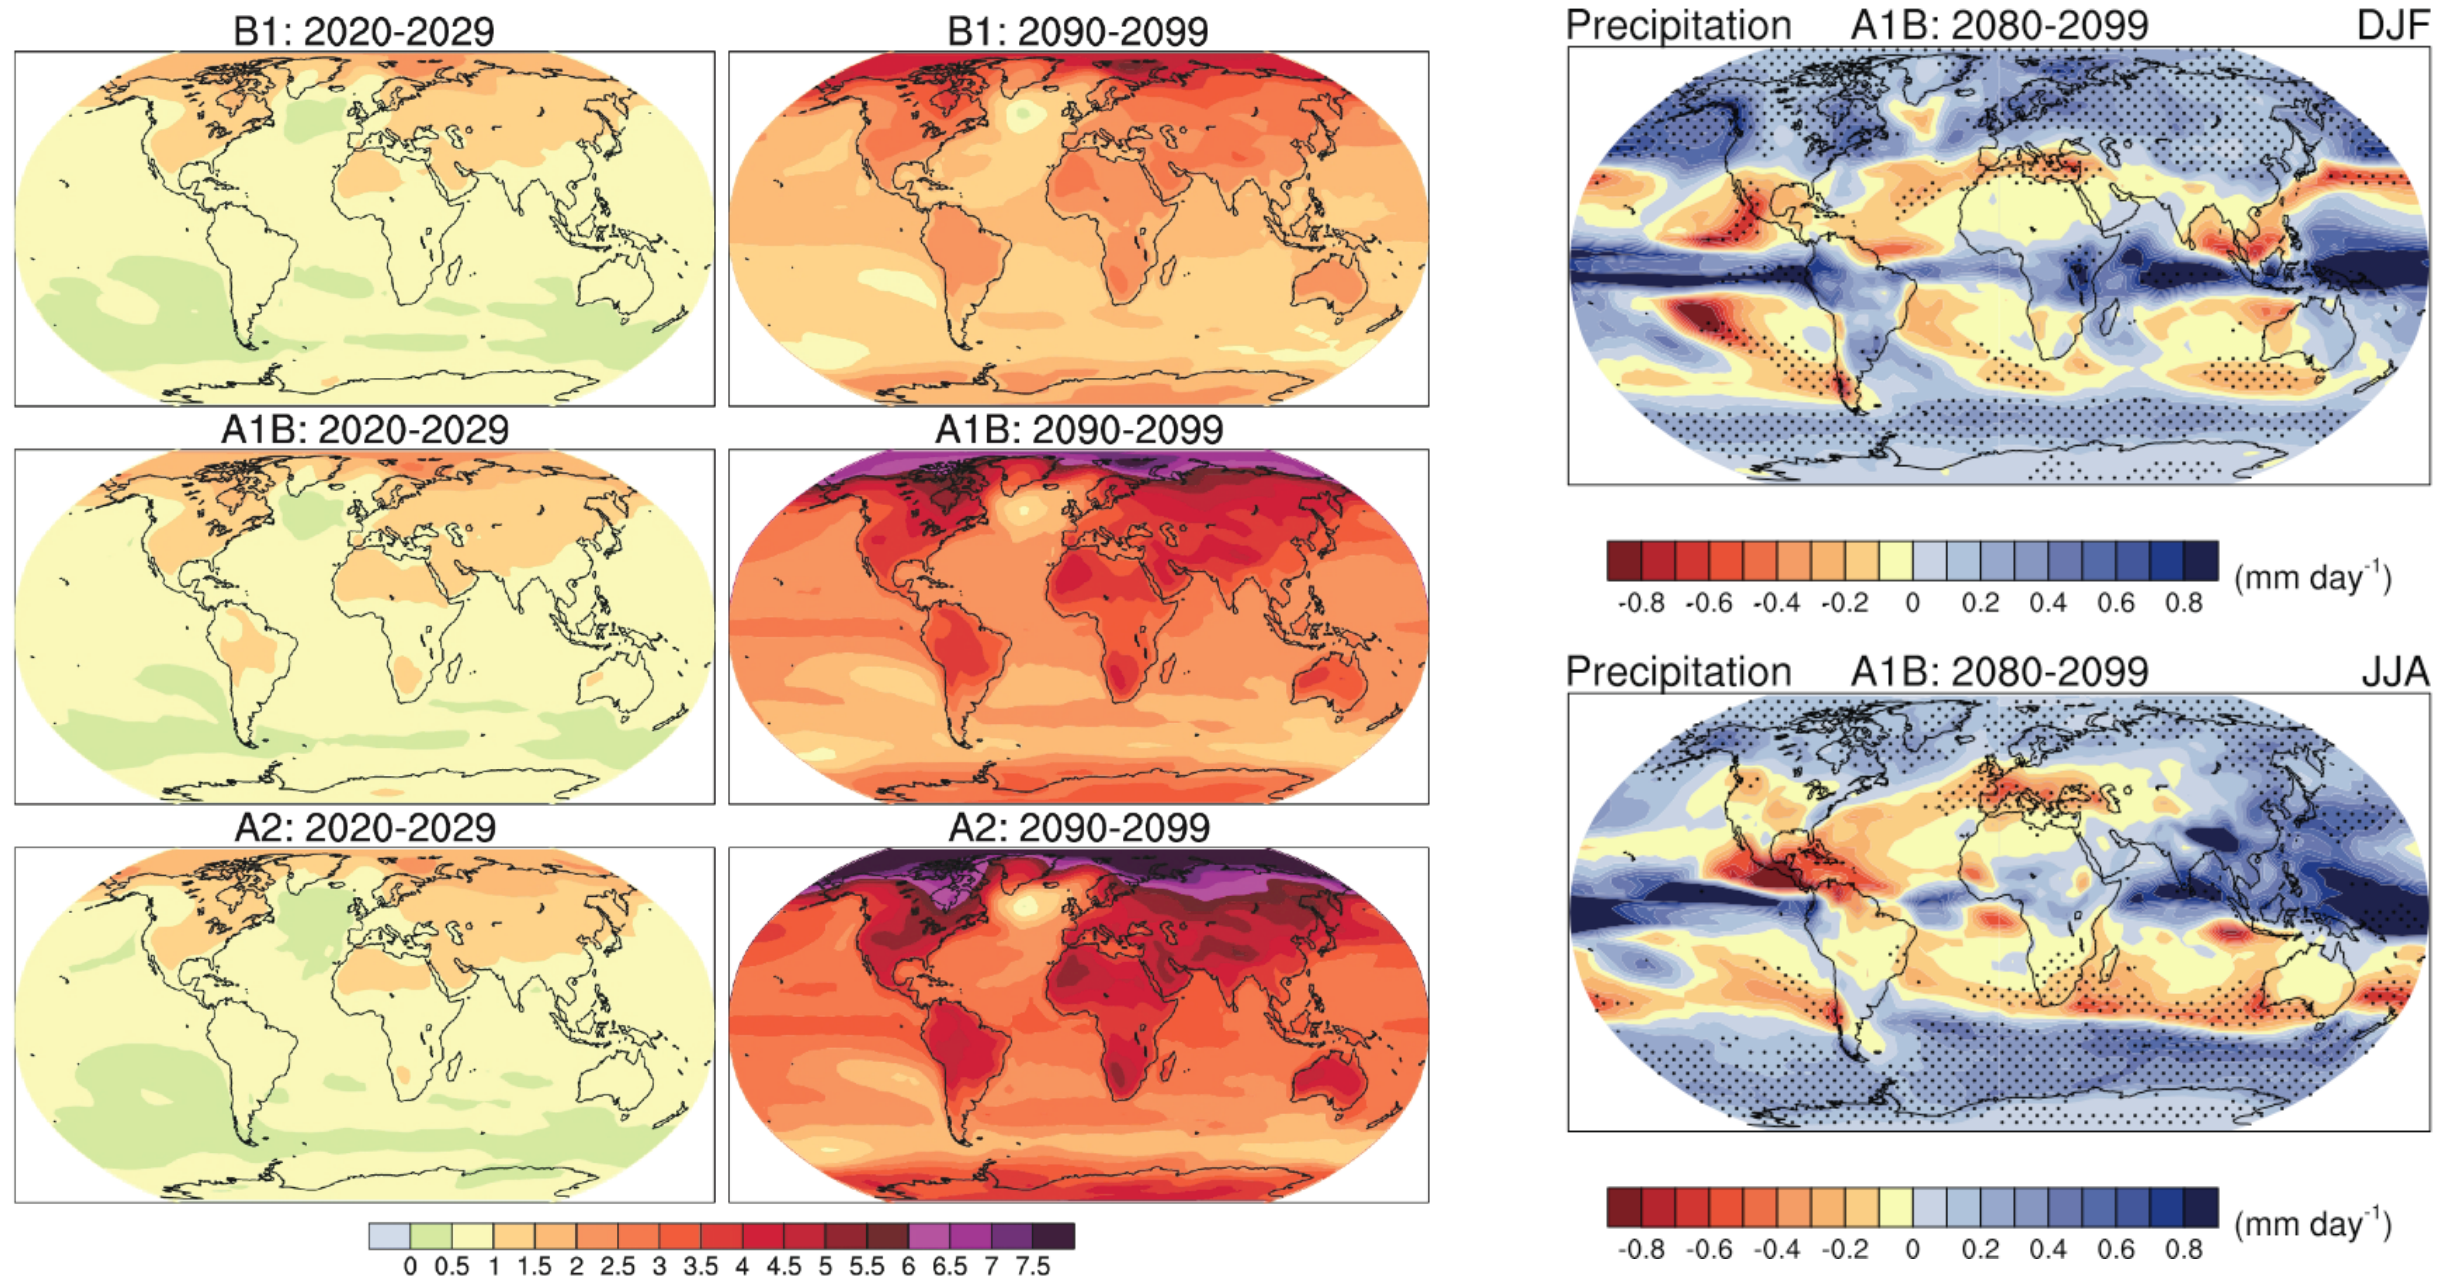 B1: 2020-2029
B1: 2090-2099
A1B: 2020-2029
A1B: 2090-2099
A2: 2020-2029
A2: 2090-2099
0 0.5 1 1.5 2 2.5 3 3.5 4 4.5 5 5.5 6 6.5 7 7.5
Precipitation A1B: 2080-2099 DJF
-0.8 -0.6 -0.4 -0.2 0 0.2 0.4 0.6 0.8 (mm day⁻¹)
Precipitation A1B: 2080-2099 JJA
-0.8 -0.6 -0.4 -0.2 0 0.2 0.4 0.6 0.8 (mm day⁻¹)